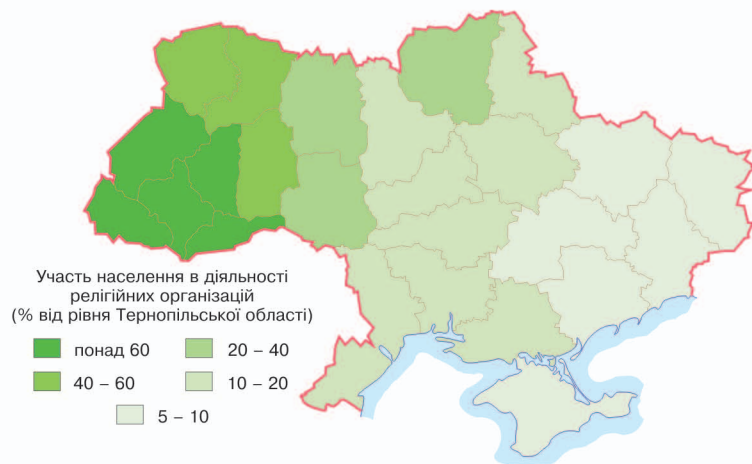 Участь населення в діяльності
релігійних організацій
(% від рівня Тернопільської області)
понад 60
20 – 40
40 – 60
10 – 20
5 – 10